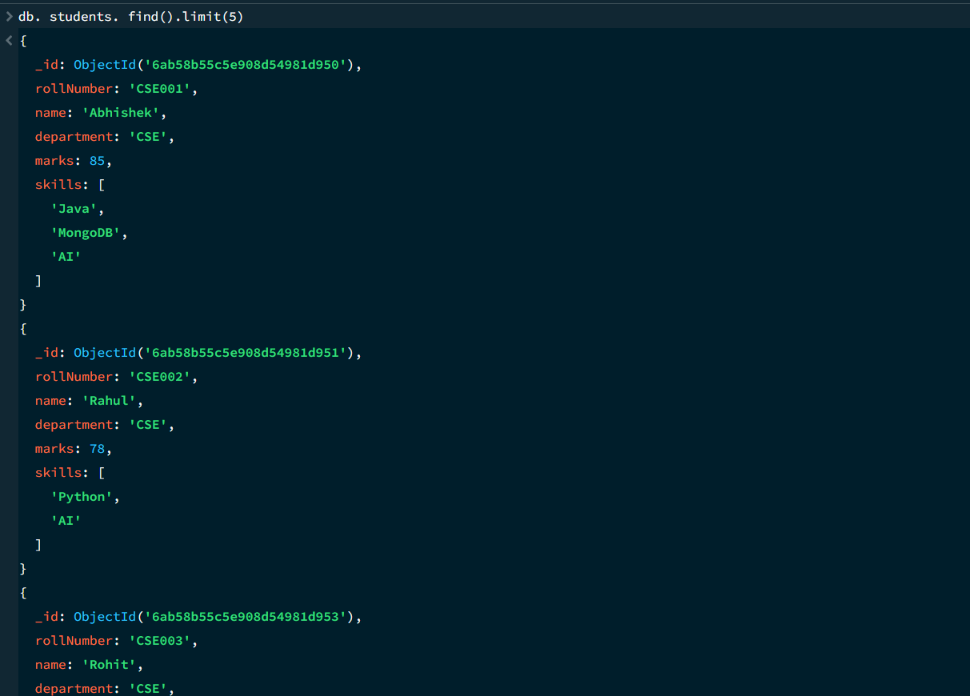 db. students. find().limit(5)
{
_id: ObjectId('6ab58b55c5e908d54981d950'),
rollNumber: 'CSE001',
name: 'Abhishek',
department: 'CSE',
marks: 85,
skills: [
'Java',
'MongoDB',
'AI'
]
}
{
_id: ObjectId('6ab58b55c5e908d54981d951'),
rollNumber: 'CSE002',
name: 'Rahul',
department: 'CSE',
marks: 78,
skills: [
'Python',
'AI'
]
}
{
_id: ObjectId('6ab58b55c5e908d54981d953'),
rollNumber: 'CSE003',
name: 'Rohit',
department: 'CSE',